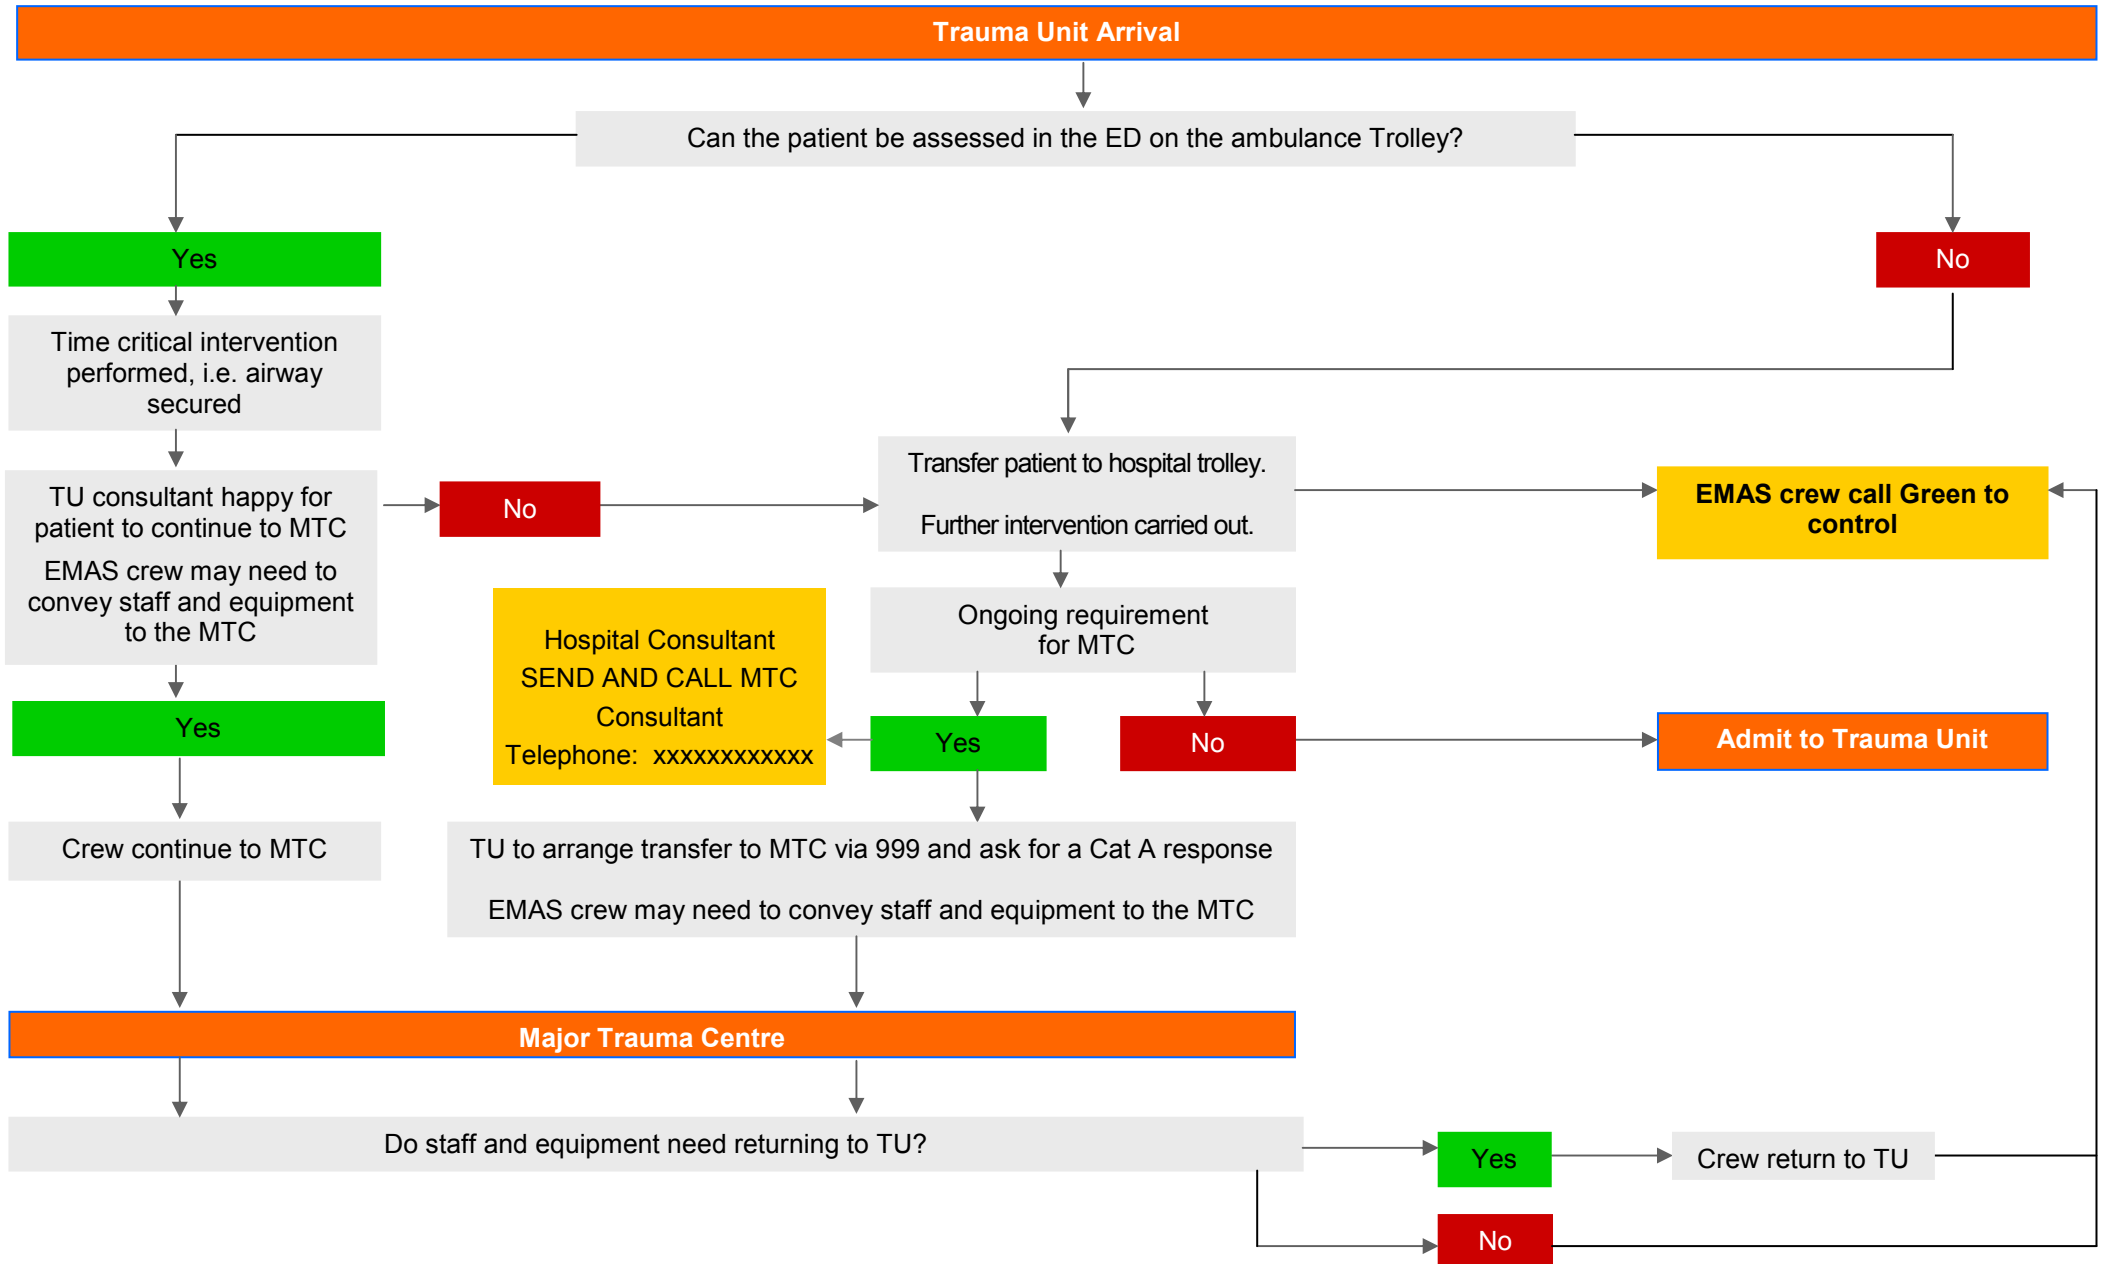 Trauma Unit Arrival
Can the patient be assessed in the ED on the ambulance Trolley?
Yes
No
Time critical intervention
performed, i.e. airway
secured
TU consultant happy for
patient to continue to MTC
EMAS crew may need to
convey staff and equipment
to the MTC
No
Transfer patient to hospital trolley.
Further intervention carried out.
EMAS crew call Green to
control
Hospital Consultant
SEND AND CALL MTC
Consultant
Telephone: xxxxxxxxxxxx
Ongoing requirement
for MTC
Yes
Yes
No
Admit to Trauma Unit
Crew continue to MTC
TU to arrange transfer to MTC via 999 and ask for a Cat A response
EMAS crew may need to convey staff and equipment to the MTC
Major Trauma Centre
Do staff and equipment need returning to TU?
Yes
Crew return to TU
No